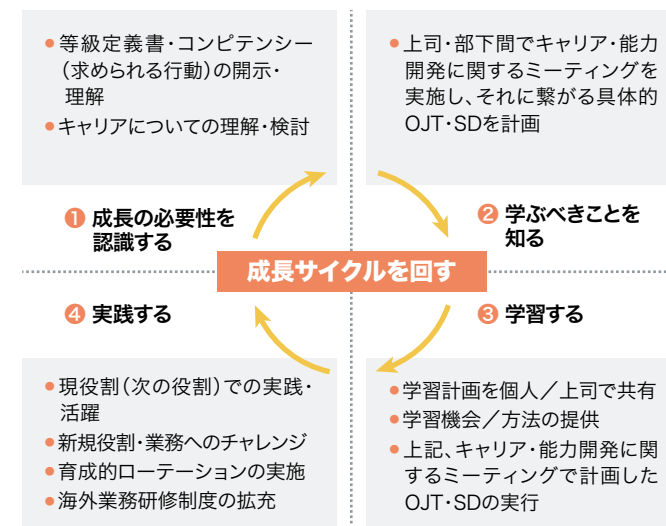 ●等級定義書・コンピテンシー
（求められる行動）の開示・
理解
●キャリアについての理解・検討
❶ 成長の必要性を
認識する
●上司・部下間でキャリア・能力
開発に関するミーティングを
実施し、それに繋がる具体的
OJT・SDを計画
❷ 学ぶべきことを
知る
成長サイクルを回す
❸ 学習する
●学習計画を個人／上司で共有
●学習機会／方法の提供
●上記、キャリア・能力開発に関
するミーティングで計画した
OJT・SDの実行
❹ 実践する
●現役割（次の役割）での実践・
活躍
●新規役割・業務へのチャレンジ
●育成的ローテーションの実施
●海外業務研修制度の拡充